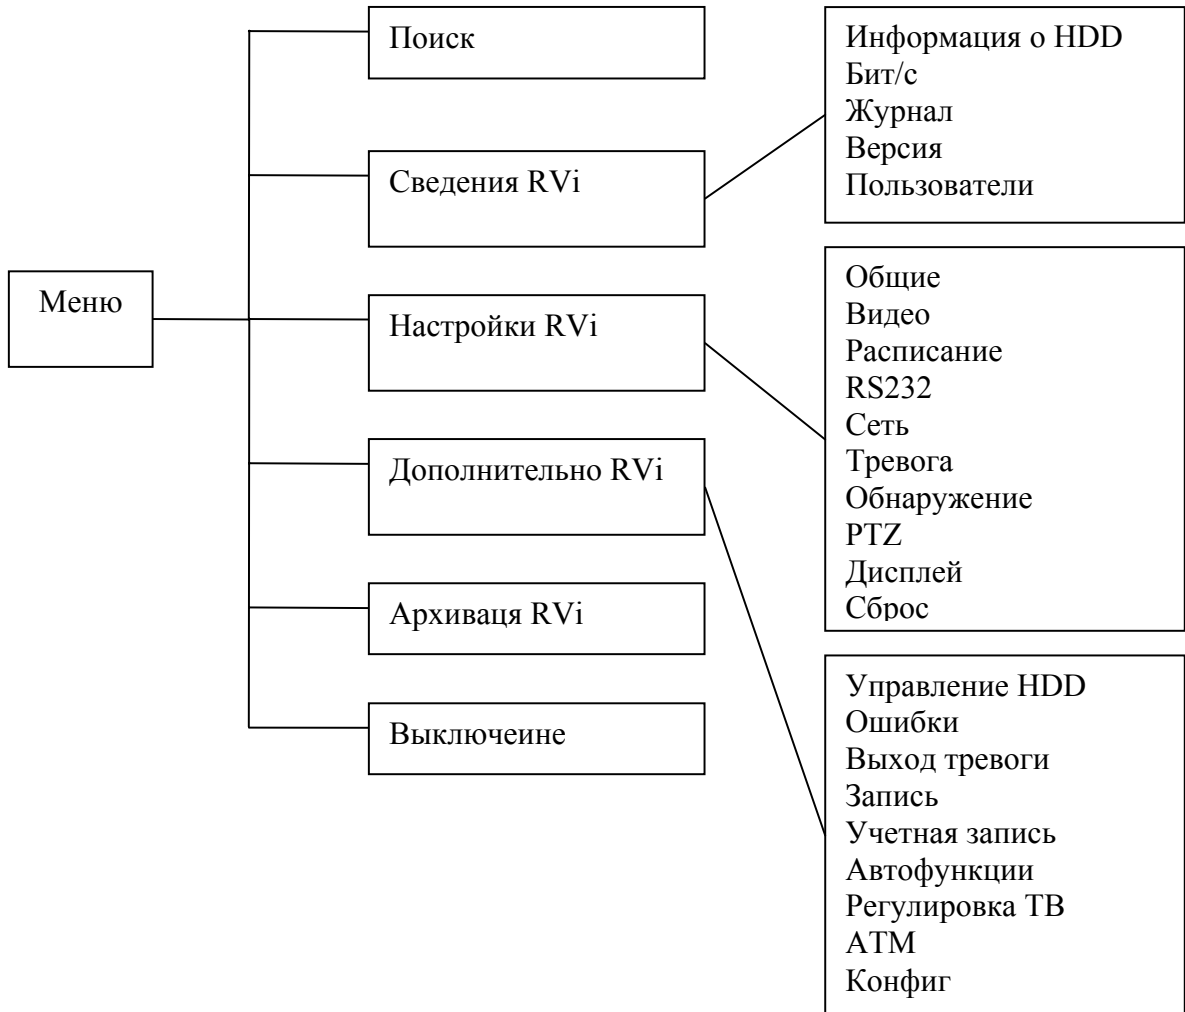 Меню
Поиск
Сведения RVi
Настройки RVi
Дополнительно RVi
Архиваця RVi
Выключеине
Информация о HDD
Бит/с
Журнал
Версия
Пользователи
Общие
Видео
Расписание
RS232
Сеть
Тревога
Обнаружение
PTZ
Дисплей
Сброс
Управление HDD
Ошибки
Выход тревоги
Запись
Учетная запись
Автофункции
Регулировка ТВ
АТМ
Конфиг